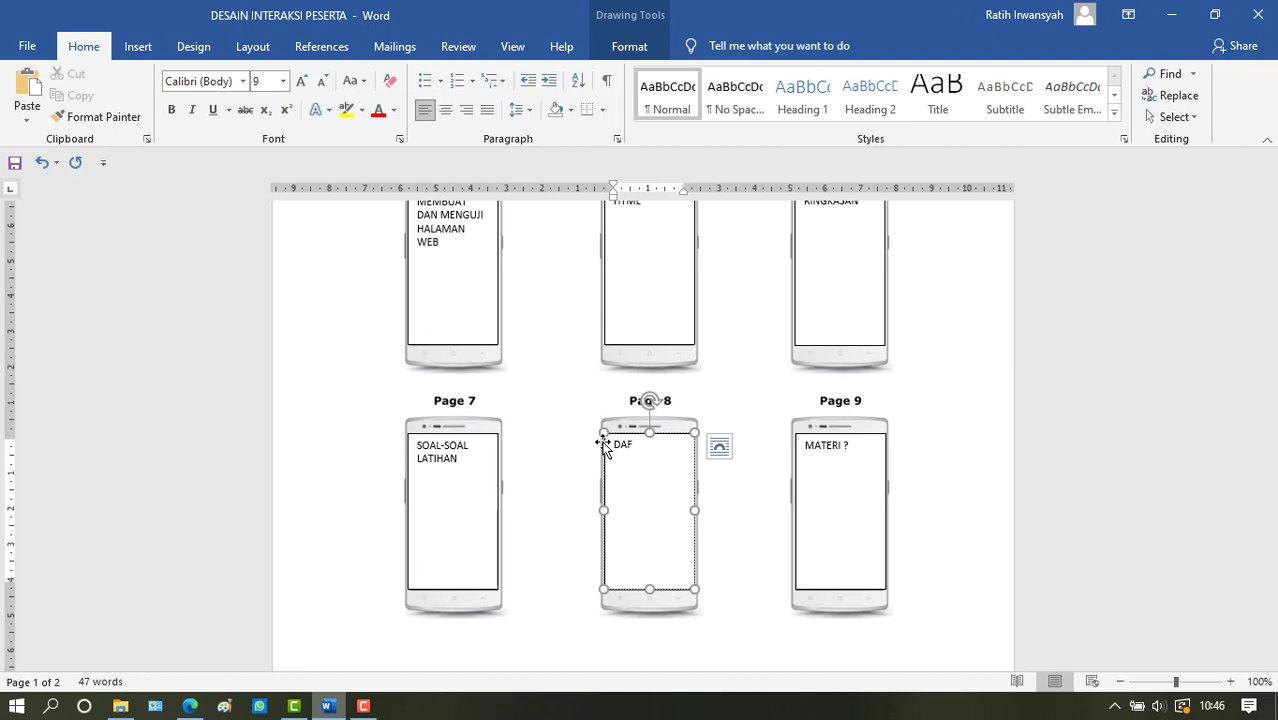 DESAIN INTERAKSI PESERTA - Word
Drawing Tools
Ratih Irwansyah
File Home Insert Design Layout References Mailings Review View Help Format Tell me what you want to do Share
Paste
Cut
Copy
Format Painter
Clipboard
Calibri (Body) 9
Font
Paragraph
AaBbCcDc
¶ Normal
AaBbCcDc
¶ No Spac...
AaBbCc
Heading 1
AaBbCcC
Heading 2
AaB
Title
AaBbCcD
Subtitle
AaBbCcDc
Subtle Em...
Styles
Find
Replace
Select
Editing
MEMBUAT
DAN MENGUJI
HALAMAN
WEB
HTML
RINGKASAN
Page 7
8
Page 9
SOAL-SOAL
LATIHAN
DAF
MATERI ?
Page 1 of 2 47 words
100%
10:46